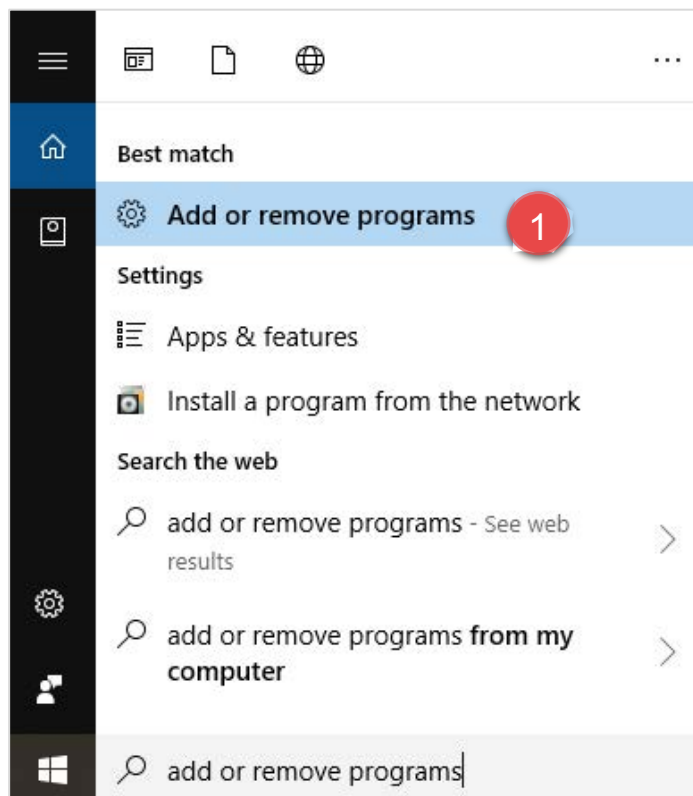 Best match
Add or remove programs
1
Settings
Apps & features
Install a program from the network
Search the web
add or remove programs - See web
results
add or remove programs from my
computer
add or remove programs